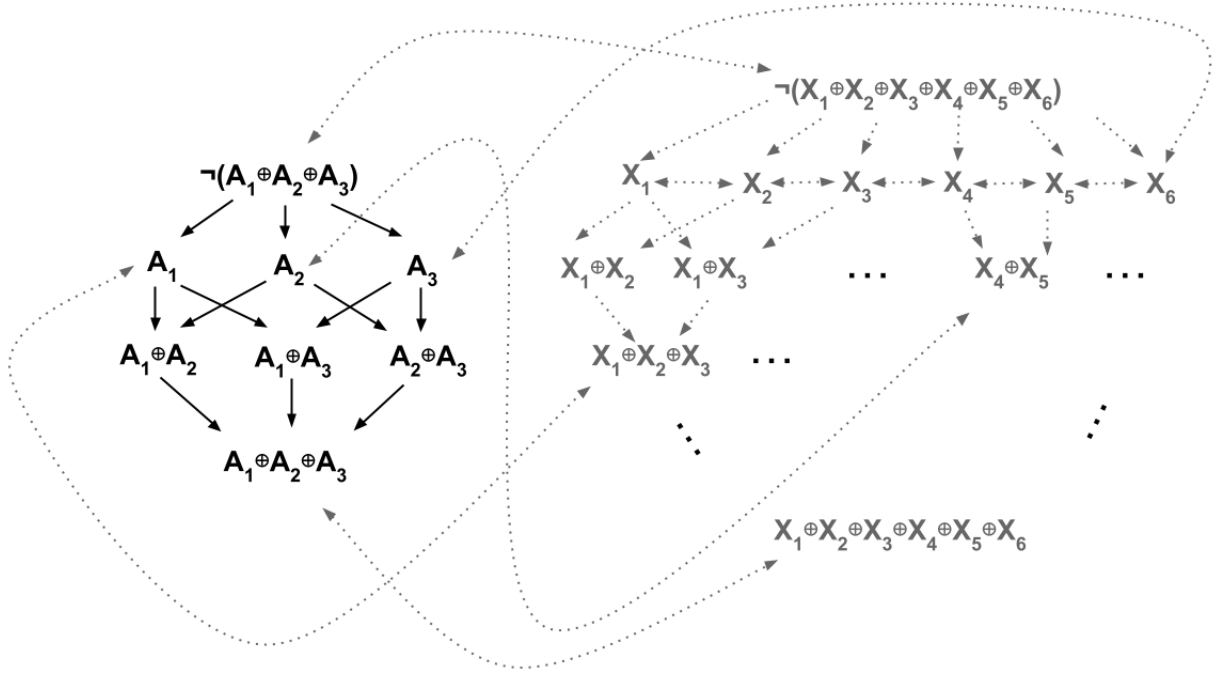 ¬(X₁⊕X₂⊕X₃⊕X₄⊕X₅⊕X₆)
¬(A₁⊕A₂⊕A₃)
X₁ X₂ X₃ X₄ X₅ X₆
A₁ A₂ A₃
X₁⊕X₂ X₁⊕X₃ ... X₄⊕X₅ ...
A₁⊕A₂ A₁⊕A₃ A₂⊕A₃
X₁⊕X₂⊕X₃ ...
A₁⊕A₂⊕A₃
X₁⊕X₂⊕X₃⊕X₄⊕X₅⊕X₆